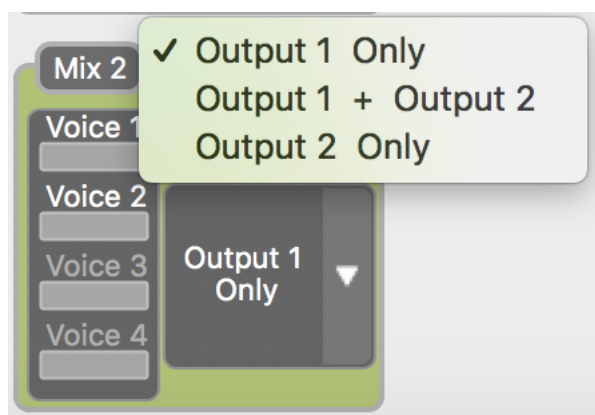 ✓ Output 1 Only
Output 1 + Output 2
Output 2 Only
Mix 2
Voice 1
Voice 2
Voice 3
Voice 4
Output 1
Only